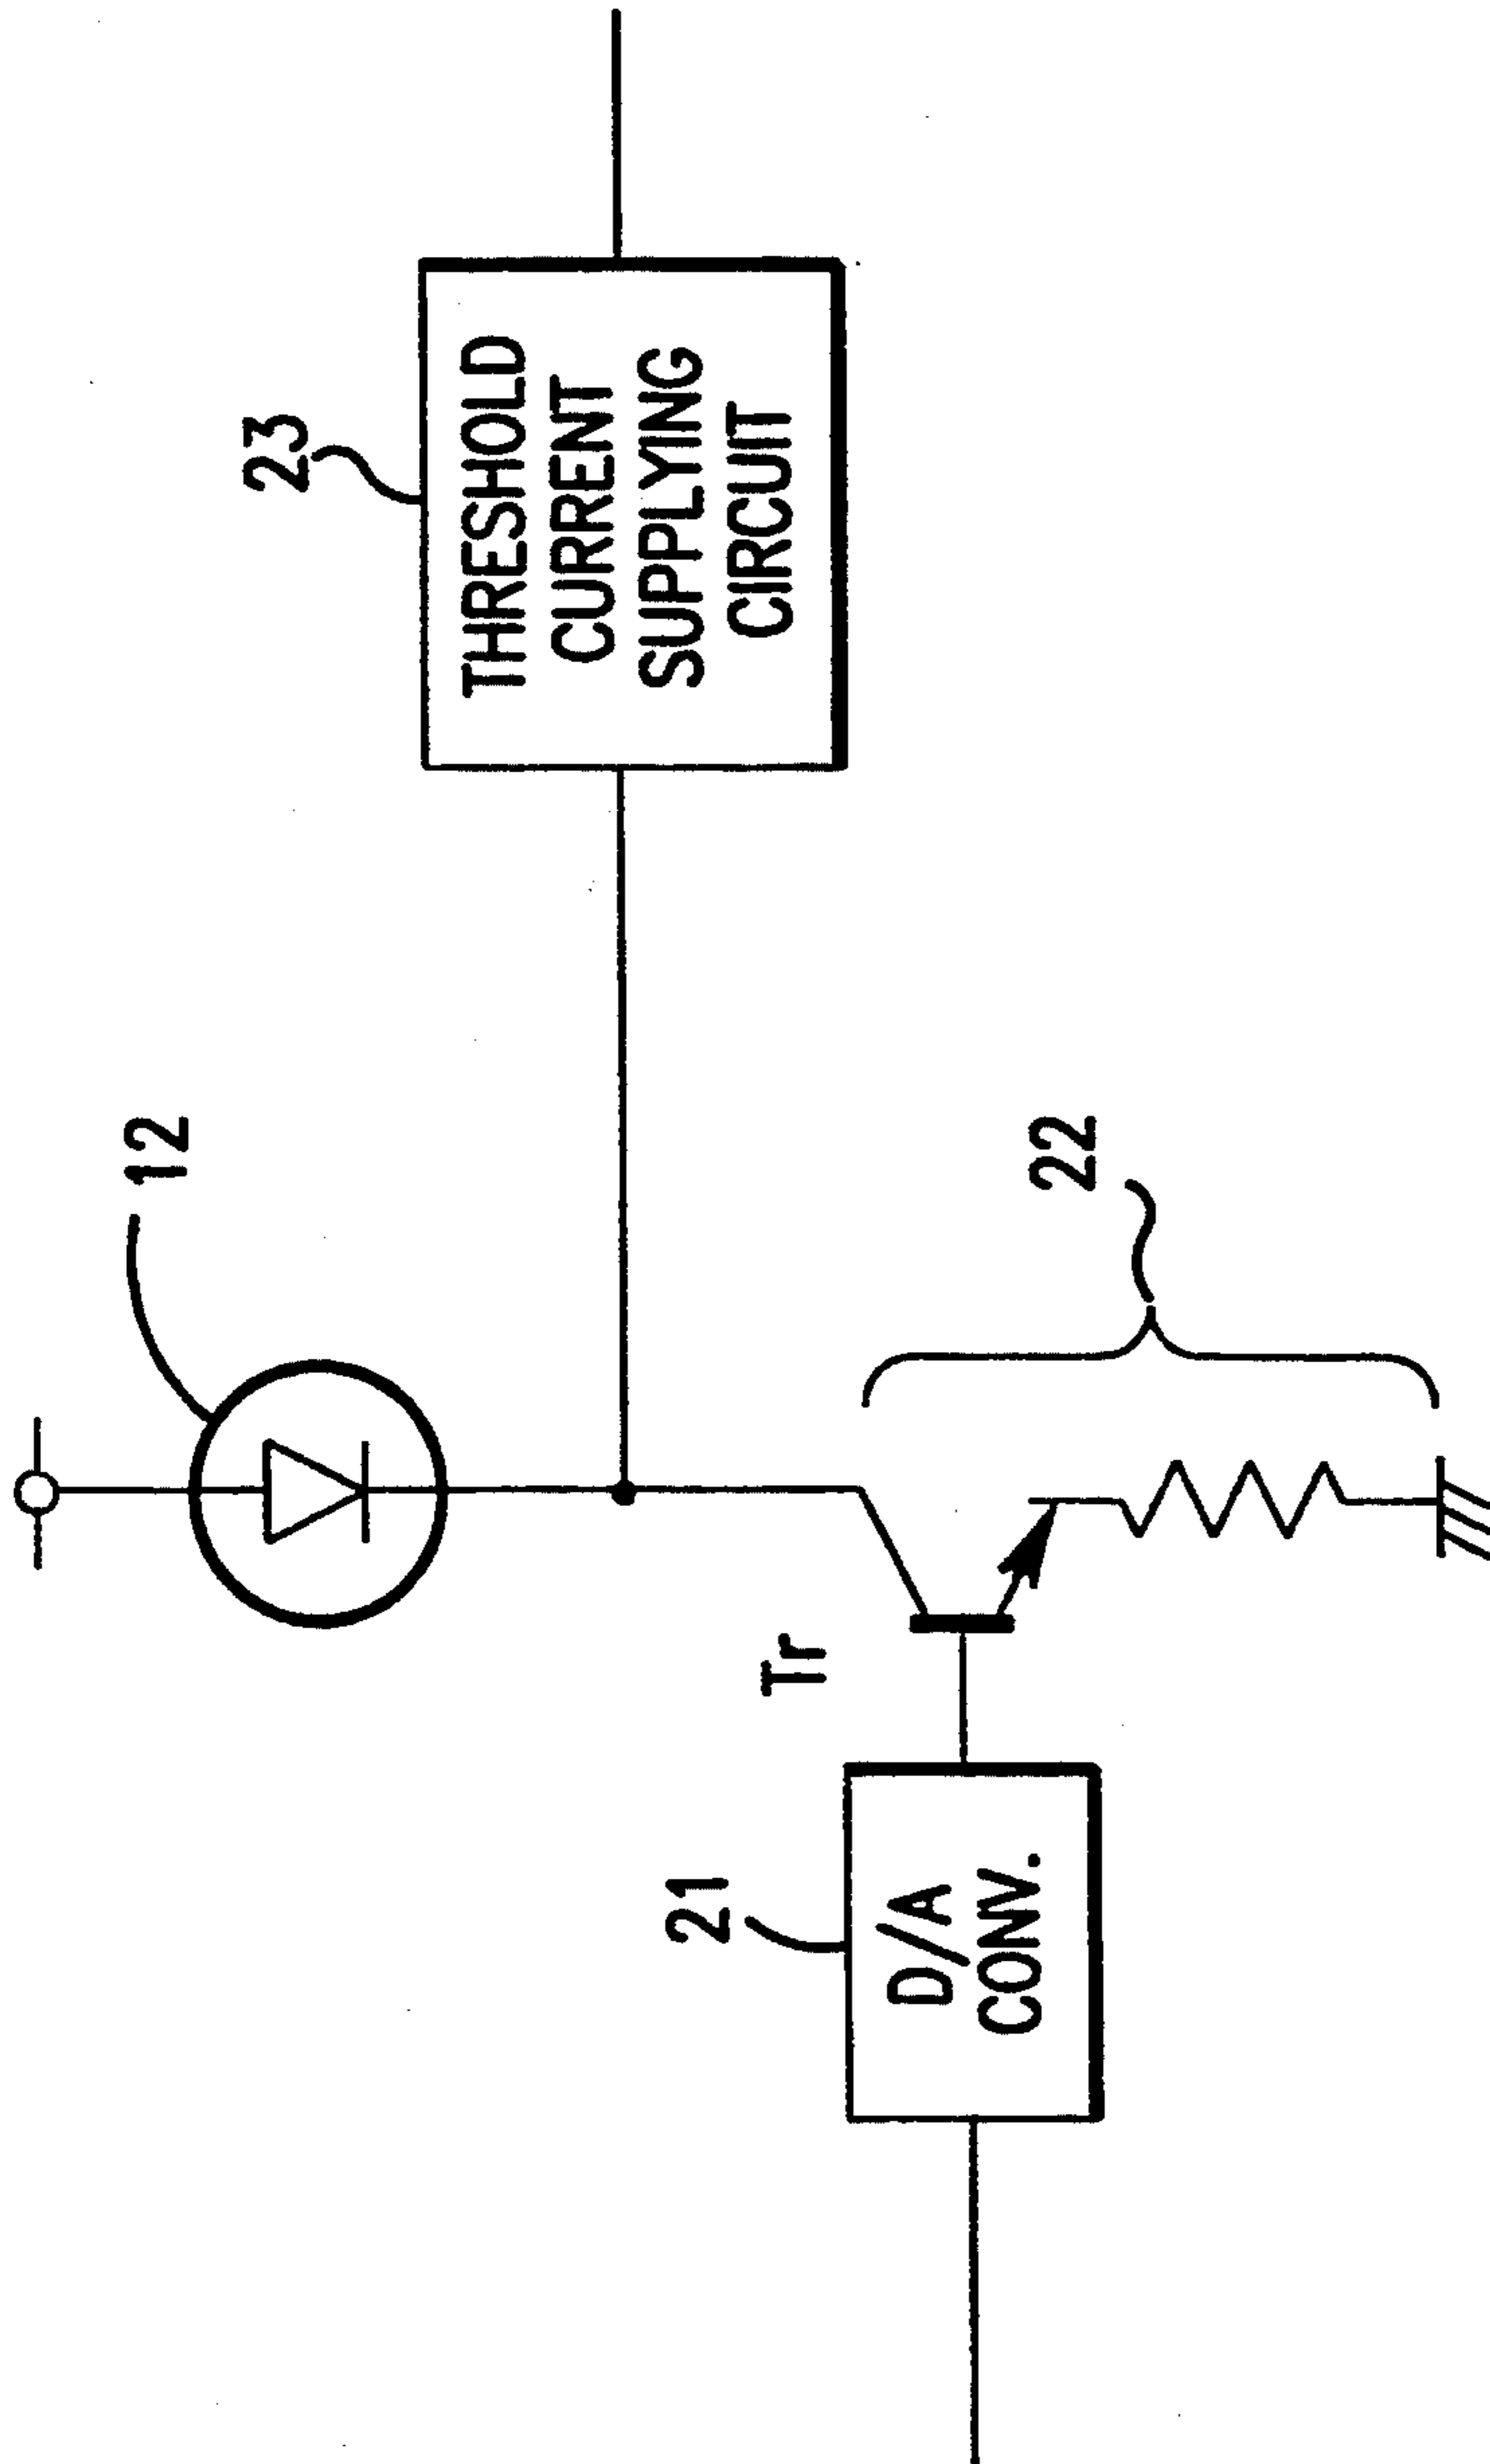 12
23
THRESHOLD
CURRENT
SUPPLYING
CIRCUIT
21
Tr
D/A
CONV.
22